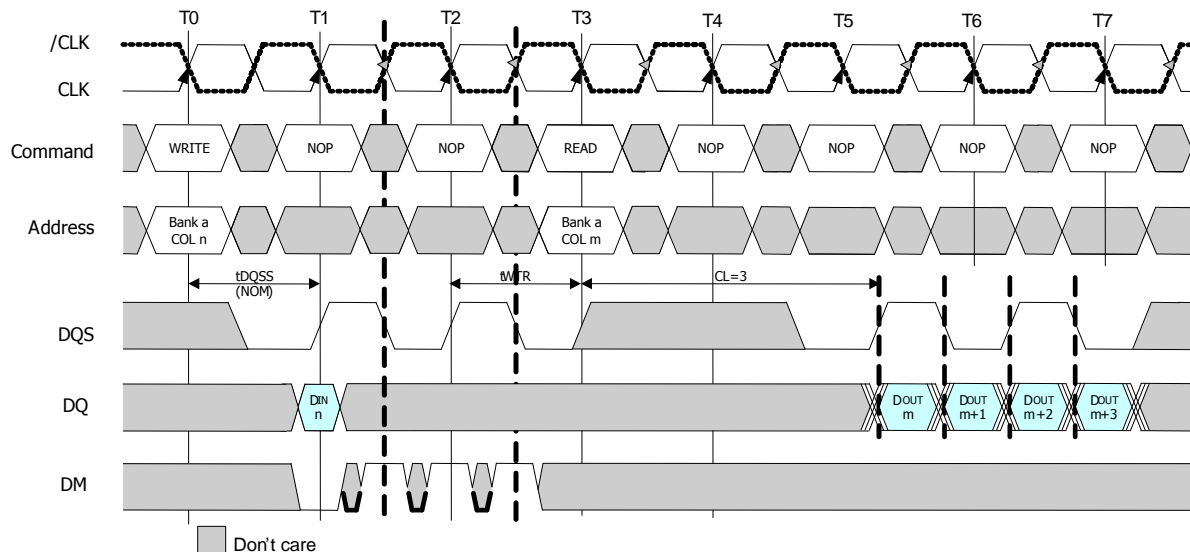 T0 T1 T2 T3 T4 T5 T6 T7
/CLK
CLK
Command WRITE NOP NOP READ NOP NOP NOP NOP
Address Bank a COL n Bank a COL m
tDQSS (NOM) tWTR CL=3
DQS
DQ DIN n DOUT m DOUT m+1 DOUT m+2 DOUT m+3
DM
Don't care